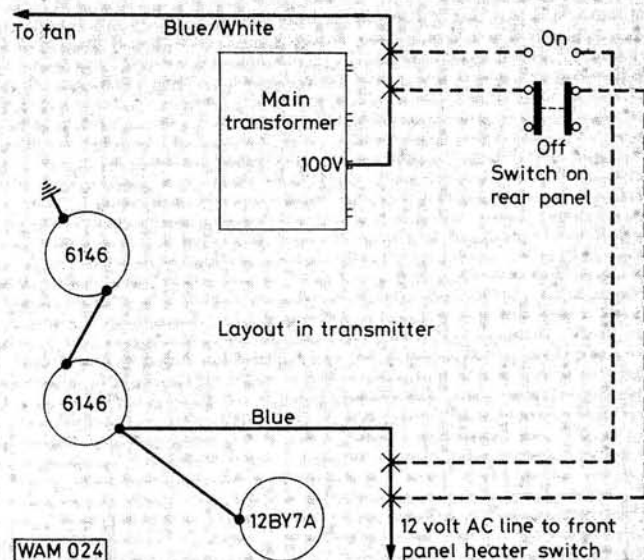 To fan
Blue/White
On
Main
transformer
100V
Off
Switch on
rear panel
6146
Layout in transmitter
6146
Blue
12BY7A
12 volt AC line to front
panel heater switch
WAM 024